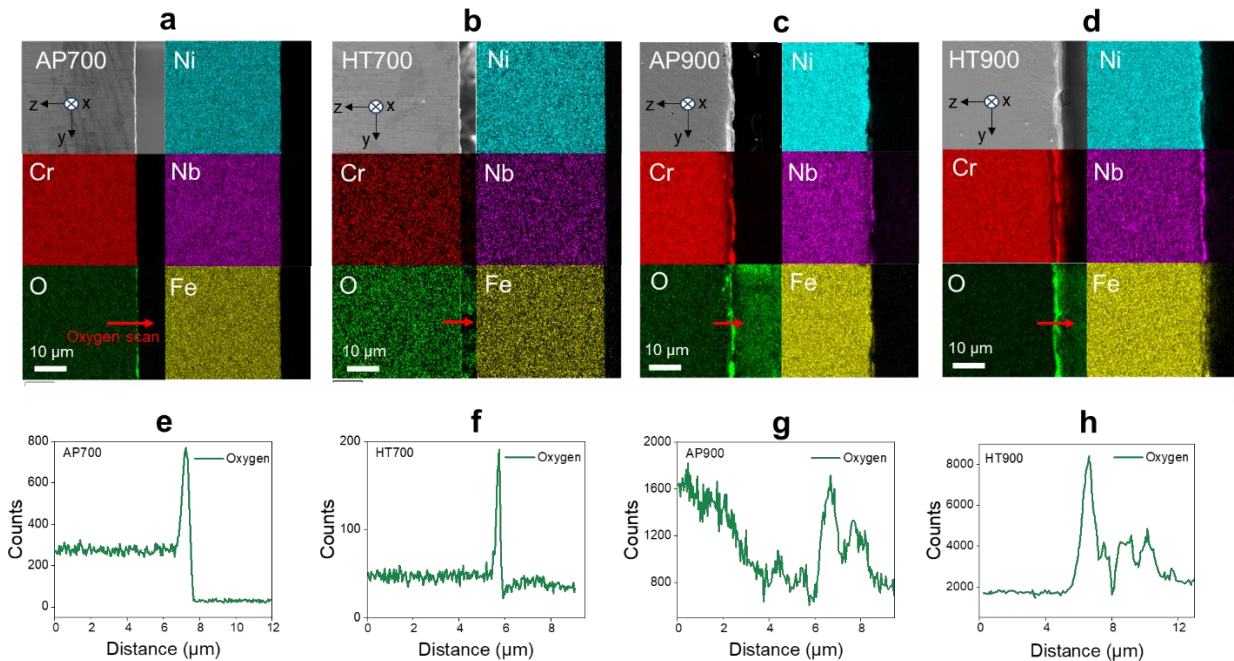 a
b
c
d
AP700
Ni
HT700
Ni
AP900
Ni
HT900
Ni
z
x
y
z
x
y
z
x
y
z
x
y
Cr
Nb
Cr
Nb
Cr
Nb
Cr
Nb
O
Fe
O
Fe
O
Fe
O
Fe
Oxygen scan
10 µm
10 µm
10 µm
10 µm
e
f
g
h
AP700
Oxygen
Counts
800
600
400
200
0
0 2 4 6 8 10 12
Distance (µm)
HT700
Oxygen
Counts
200
100
0
0 2 4 6 8
Distance (µm)
AP900
Oxygen
Counts
2000
1600
1200
800
0 2 4 6 8
Distance (µm)
HT900
Oxygen
Counts
8000
6000
4000
2000
0 4 8 12
Distance (µm)